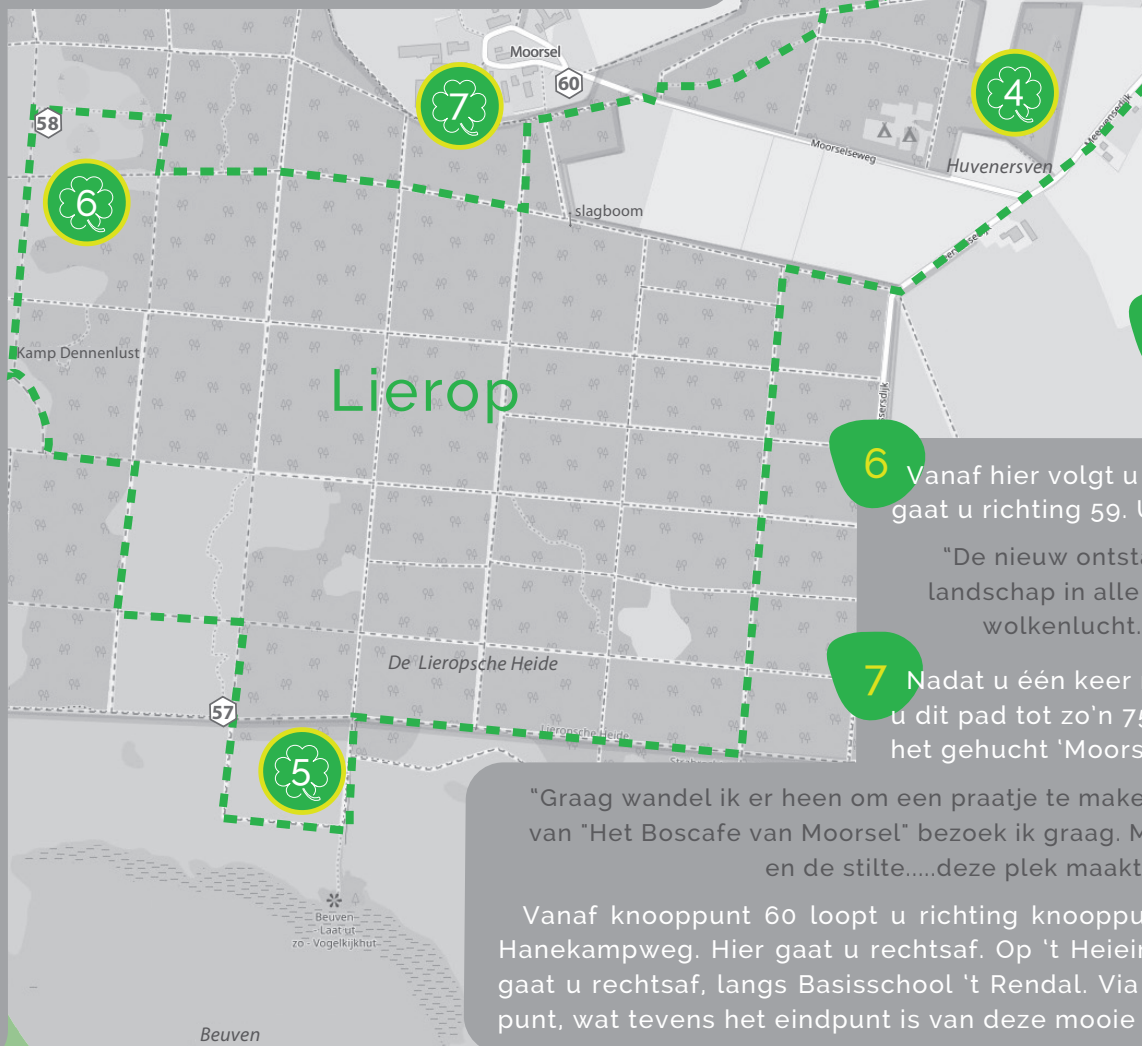 Moorsel
7
60
4
58
Moorselseweg
Meervensedijk
Huvenersven
6
slagboom
Kamp Dennenlust
Lierop
De Lieropsche Heide
57
Lieropsche Heide
5
Beuven
- Laat ut
zo - Vogelkijkhut
Beuven
6 Vanaf hier volgt u
gaat u richting 59. U
"De nieuw ontsta
landschap in alle
wolkenlucht.
7 Nadat u één keer
u dit pad tot zo'n 75
het gehucht 'Moors
"Graag wandel ik er heen om een praatje te make
van "Het Boscafe van Moorsel" bezoek ik graag. M
en de stilte.....deze plek maakt
Vanaf knooppunt 60 loopt u richting knooppu
Hanekampweg. Hier gaat u rechtsaf. Op 't Heiein
gaat u rechtsaf, langs Basisschool 't Rendal. Via
punt, wat tevens het eindpunt is van deze mooie